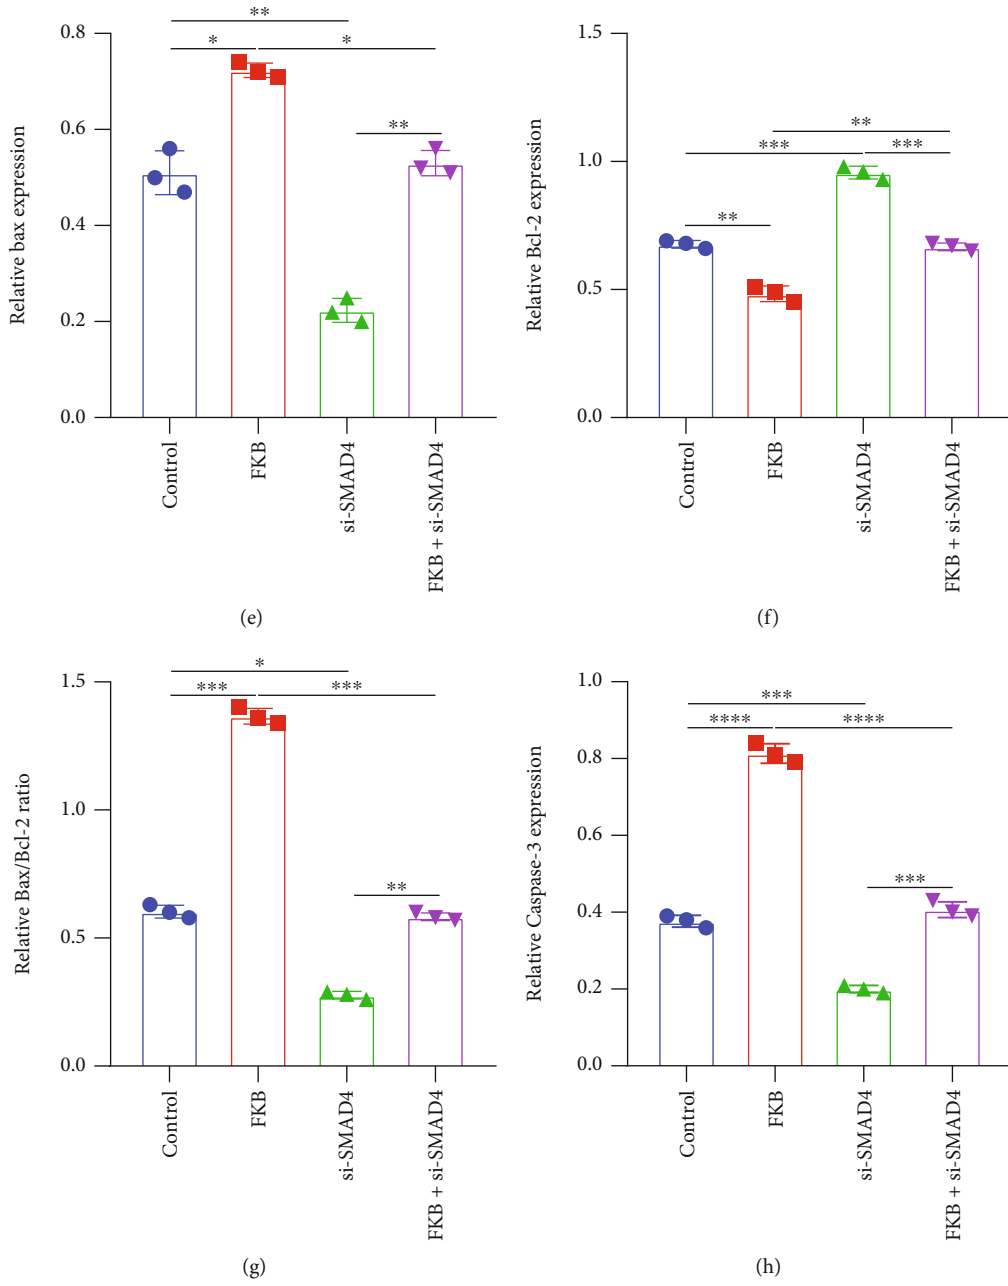 Relative bax expression
0.8
0.6
0.4
0.2
0.0
**
*
*
**
Control
FKB
si-SMAD4
FKB + si-SMAD4
(e)
Relative Bcl-2 expression
1.5
1.0
0.5
0.0
**
***
***
**
Control
FKB
si-SMAD4
FKB + si-SMAD4
(f)
Relative Bax/Bcl-2 ratio
1.5
1.0
0.5
0.0
*
***
***
**
Control
FKB
si-SMAD4
FKB + si-SMAD4
(g)
Relative Caspase-3 expression
1.0
0.8
0.6
0.4
0.2
0.0
***
****
****
***
Control
FKB
si-SMAD4
FKB + si-SMAD4
(h)